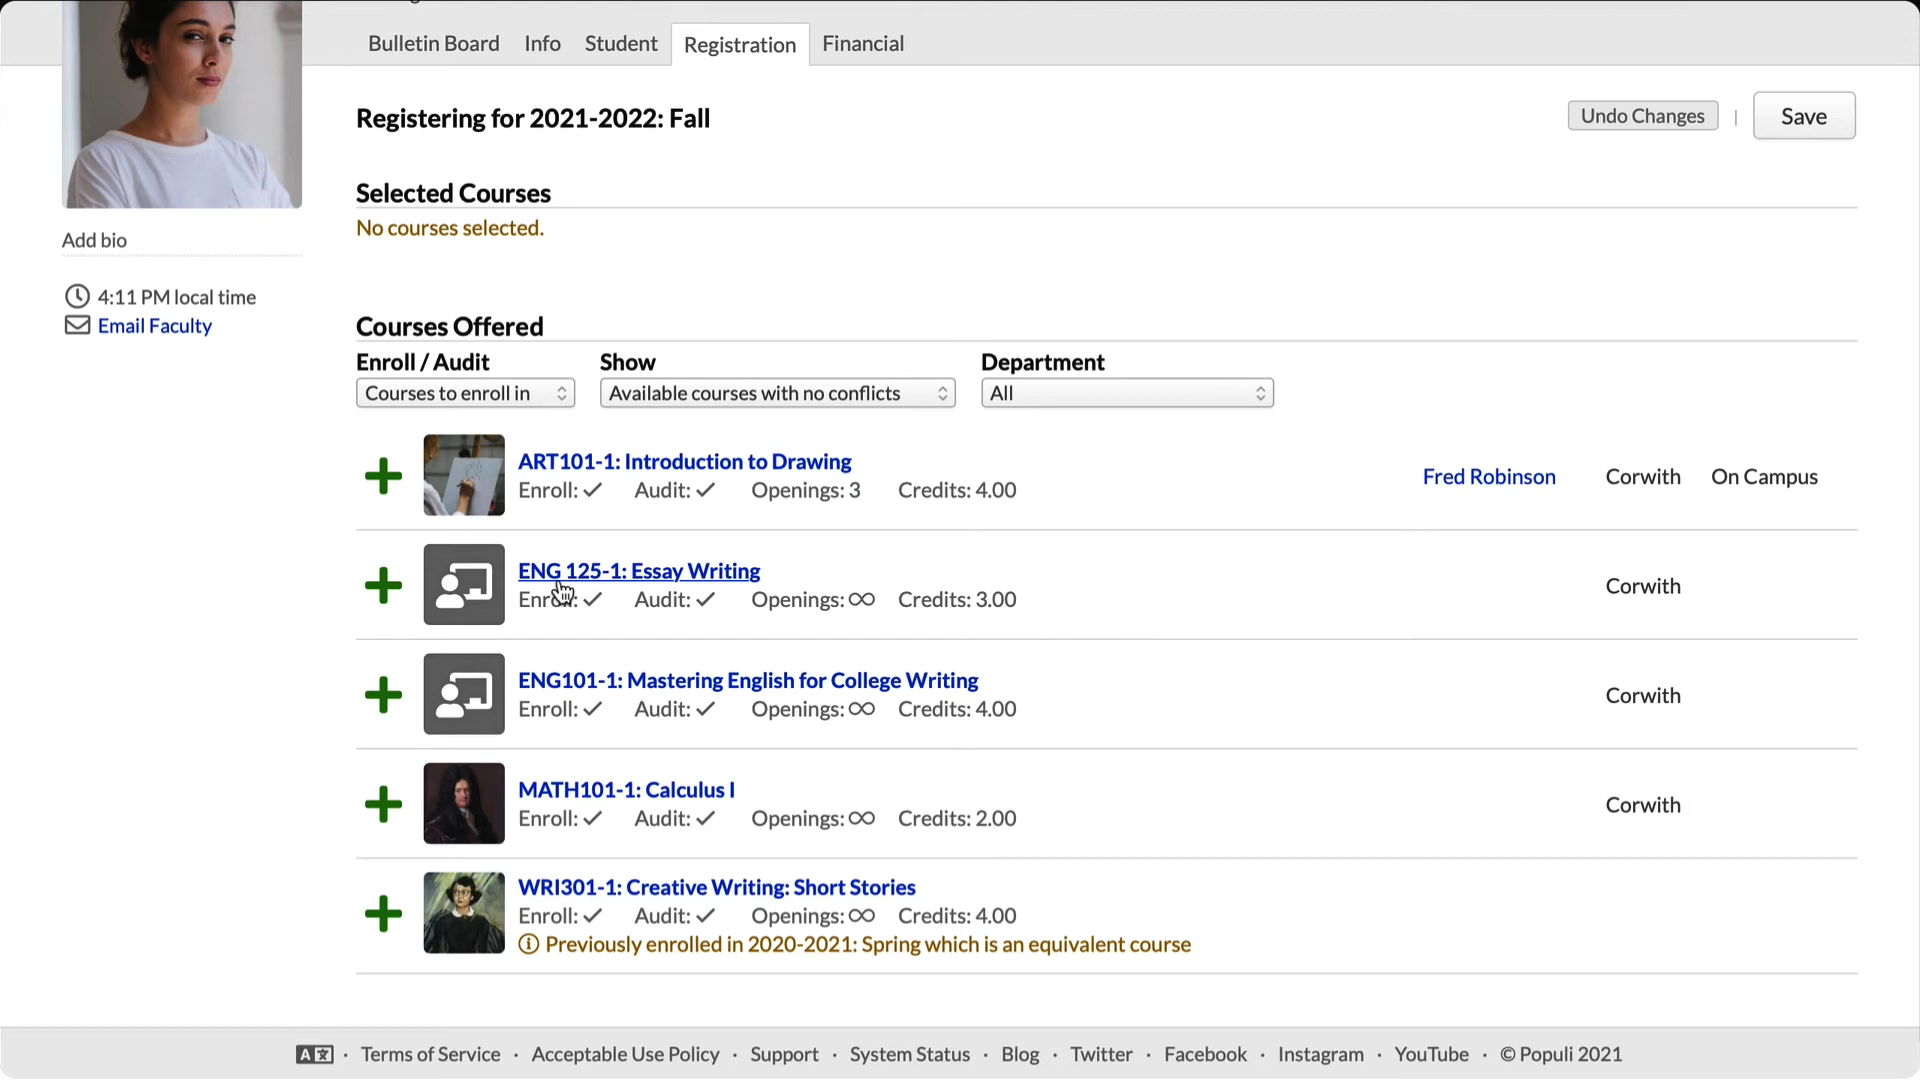 Bulletin Board Info Student Registration Financial
Registering for 2021-2022: Fall
Undo Changes | Save
Selected Courses
No courses selected.
Add bio
4:11 PM local time
Email Faculty
Courses Offered
Enroll / Audit Show Department
Courses to enroll in Available courses with no conflicts All
ART101-1: Introduction to Drawing
Enroll: ✓ Audit: ✓ Openings: 3 Credits: 4.00
Fred Robinson Corwith On Campus
ENG 125-1: Essay Writing
Enroll: ✓ Audit: ✓ Openings: ∞ Credits: 3.00
Corwith
ENG101-1: Mastering English for College Writing
Enroll: ✓ Audit: ✓ Openings: ∞ Credits: 4.00
Corwith
MATH101-1: Calculus I
Enroll: ✓ Audit: ✓ Openings: ∞ Credits: 2.00
Corwith
WRI301-1: Creative Writing: Short Stories
Enroll: ✓ Audit: ✓ Openings: ∞ Credits: 4.00
Previously enrolled in 2020-2021: Spring which is an equivalent course
A文 · Terms of Service · Acceptable Use Policy · Support · System Status · Blog · Twitter · Facebook · Instagram · YouTube · © Populi 2021